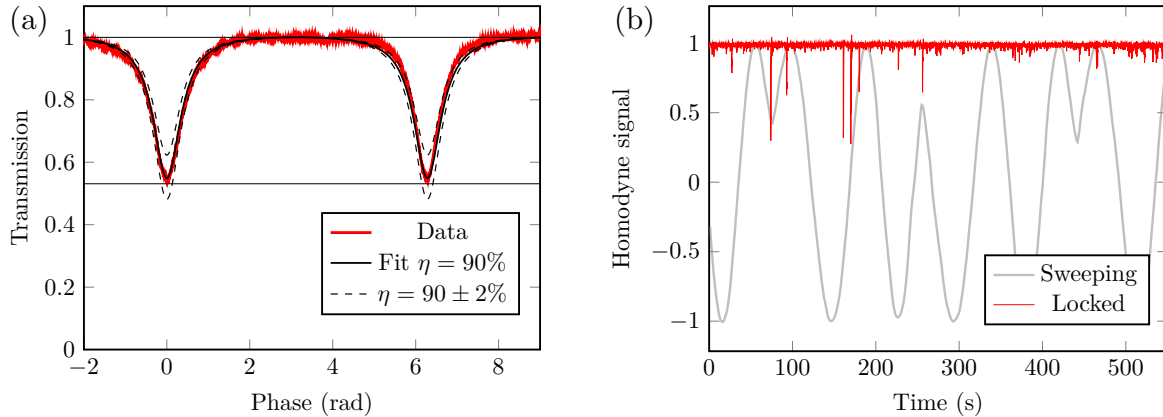 (a)
Transmission
1
0.8
0.6
0.4
0.2
0
−2
0
2
4
6
8
Phase (rad)
Data
Fit η = 90%
η = 90 ± 2%
(b)
Homodyne signal
1
0.5
0
−0.5
−1
0
100
200
300
400
500
Time (s)
Sweeping
Locked